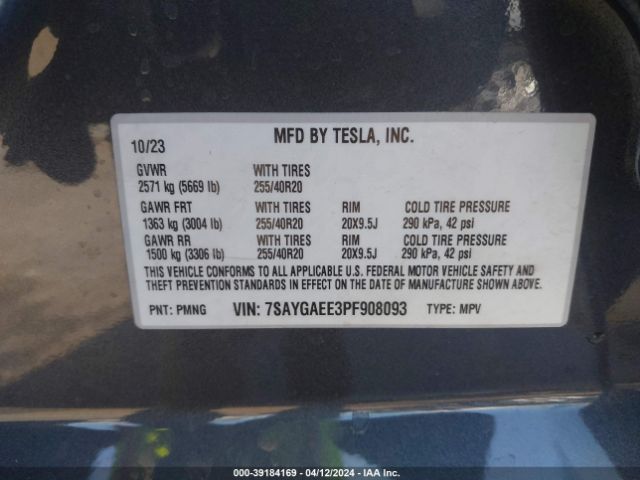 10/23 MFD BY TESLA, INC.
GVWR WITH TIRES
2571 kg (5669 lb) 255/40R20
GAWR FRT WITH TIRES RIM COLD TIRE PRESSURE
1363 kg (3004 lb) 255/40R20 20X9.5J 290 kPa, 42 psi
GAWR RR WITH TIRES RIM COLD TIRE PRESSURE
1500 kg (3306 lb) 255/40R20 20X9.5J 290 kPa, 42 psi
THIS VEHICLE CONFORMS TO ALL APPLICABLE U.S. FEDERAL MOTOR VEHICLE SAFETY AND
THEFT PREVENTION STANDARDS IN EFFECT ON THE DATE OF MANUFACTURE SHOWN ABOVE.
PNT: PMNG VIN: 7SAYGAEE3PF908093 TYPE: MPV
000-39184169 - 04/12/2024 - IAA Inc.